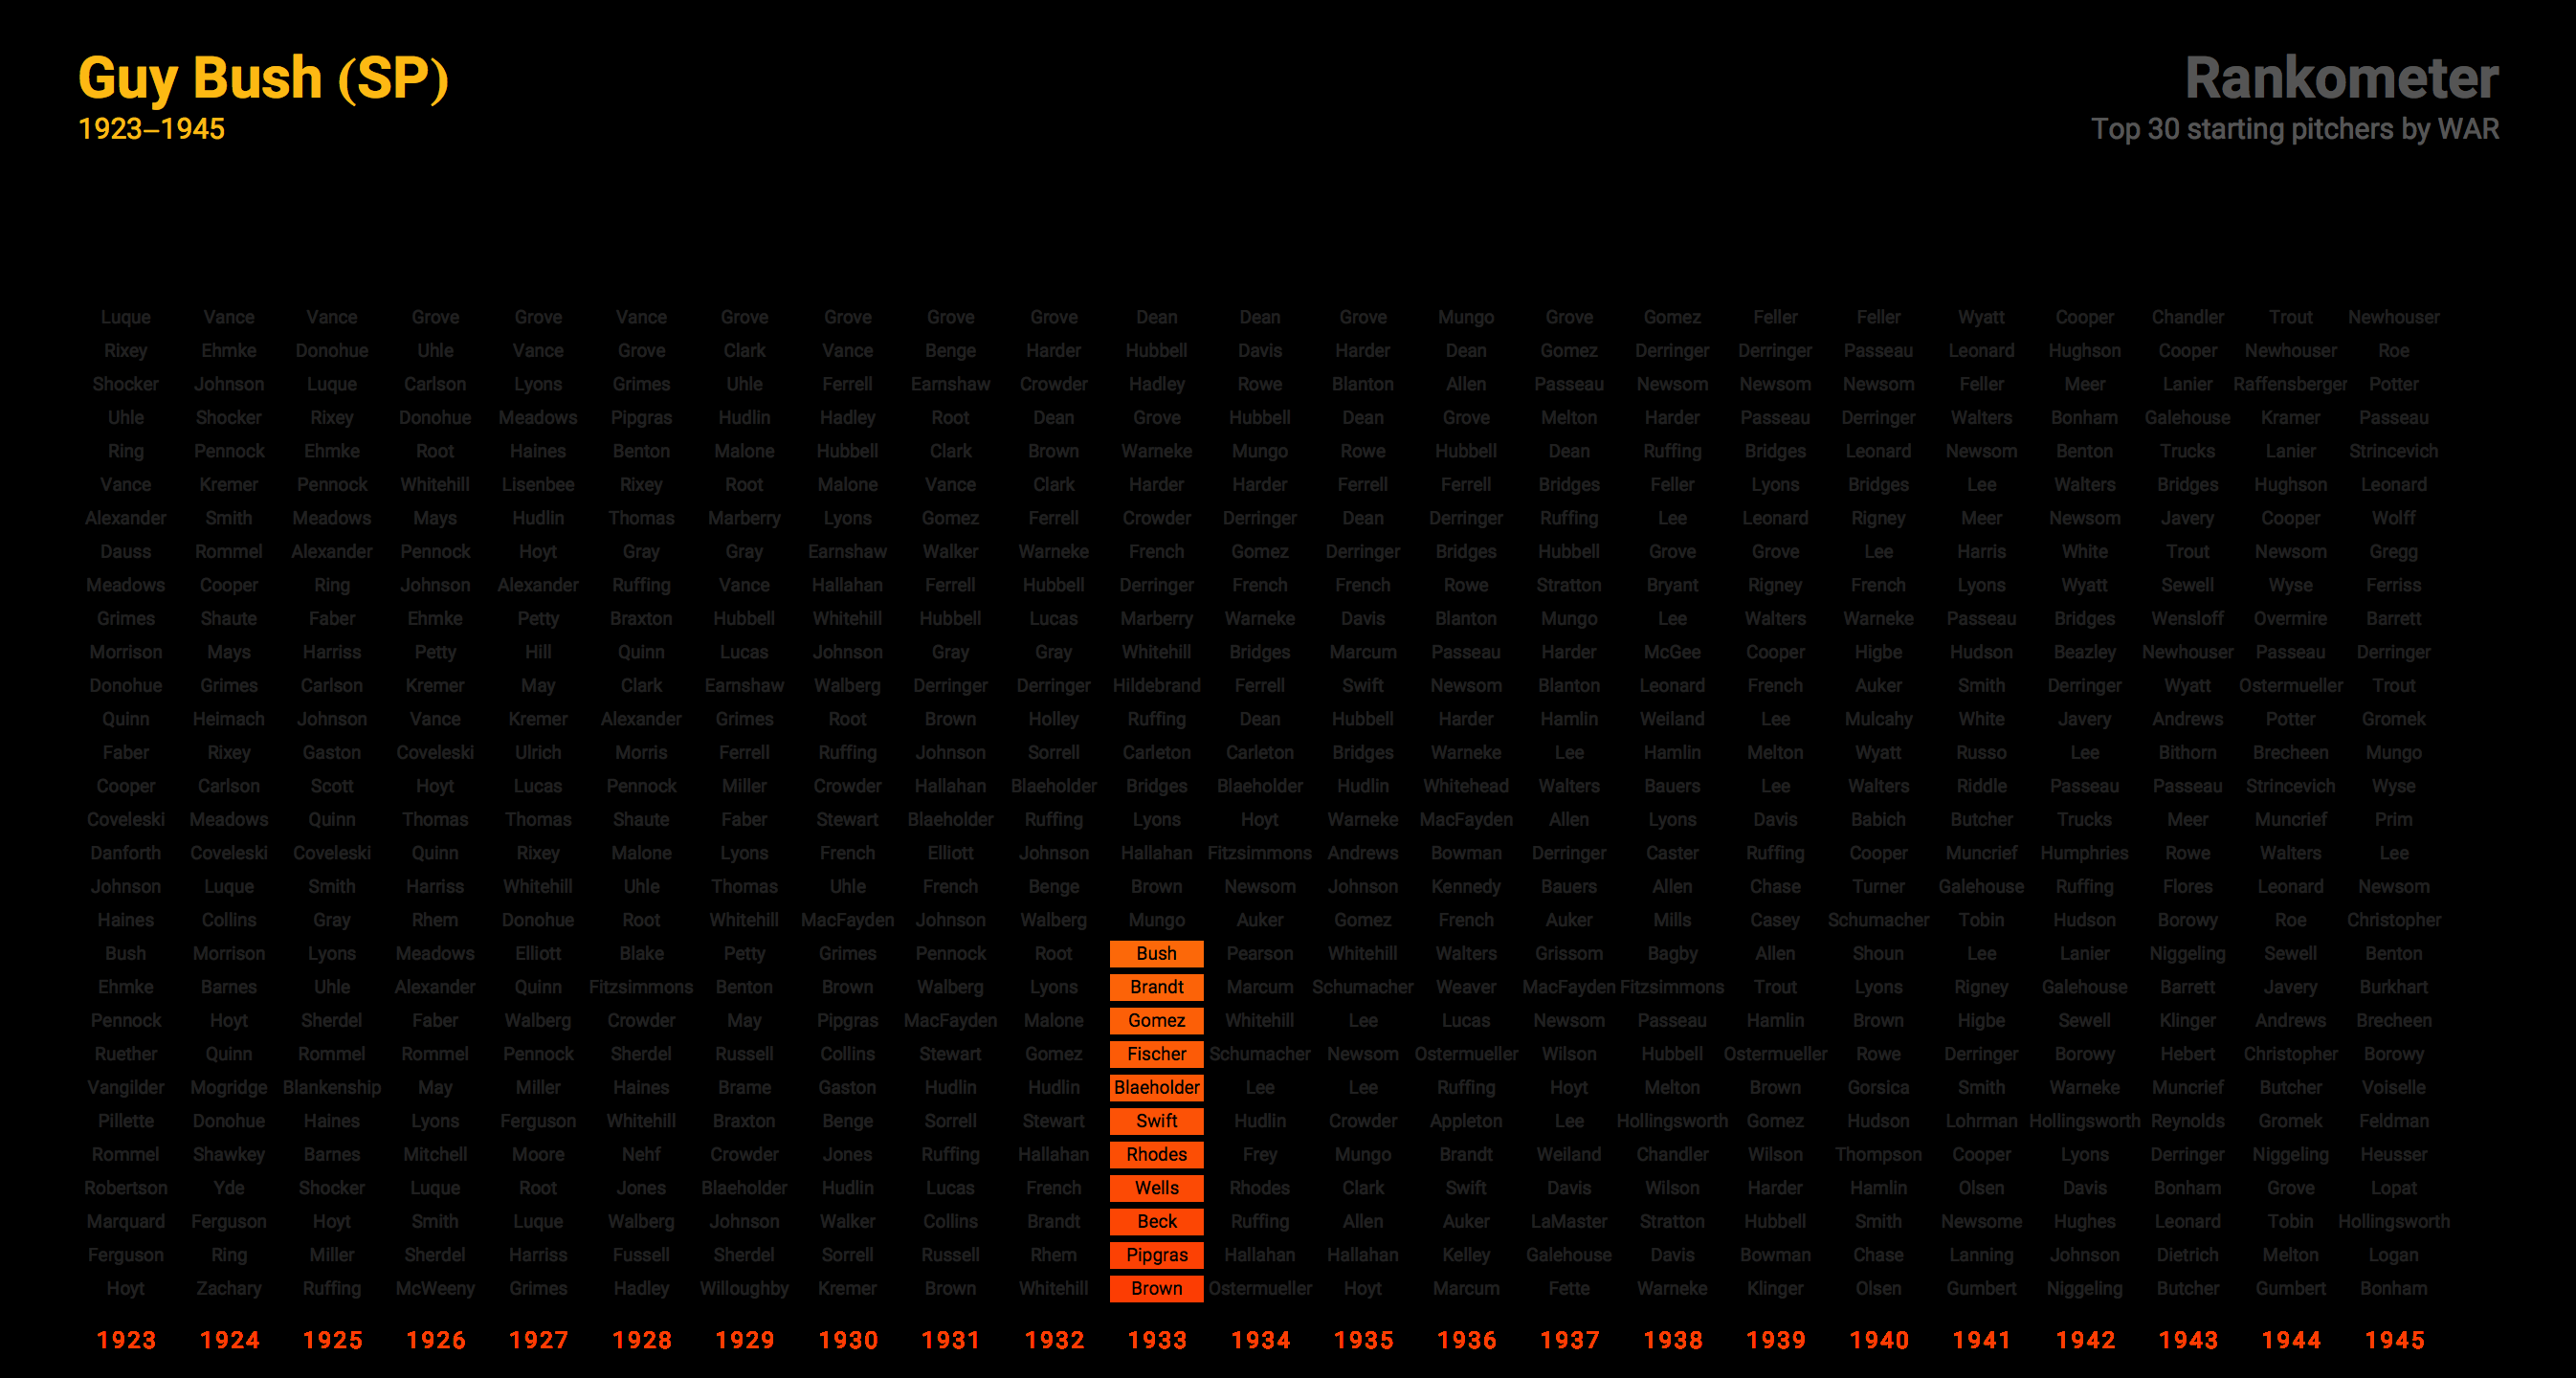 Guy Bush (SP)
1923–1945
Rankometer
Top 30 starting pitchers by WAR
Luque Vance Vance Grove Grove Vance Grove Grove Grove Grove Dean Dean Grove Mungo Grove Gomez Feller Feller Wyatt Cooper Chandler Trout Newhouser
Rixey Ehmke Donohue Uhle Vance Grove Clark Vance Benge Harder Hubbell Davis Harder Dean Gomez Derringer Derringer Passeau Leonard Hughson Cooper Newhouser Roe
Shocker Johnson Luque Carlson Lyons Grimes Uhle Ferrell Earnshaw Crowder Hadley Rowe Blanton Allen Passeau Newsom Newsom Newsom Feller Meer Lanier Raffensberger Potter
Uhle Shocker Rixey Donohue Meadows Pipgras Hudlin Hadley Root Dean Grove Hubbell Dean Grove Melton Harder Passeau Derringer Walters Bonham Galehouse Kramer Passeau
Ring Pennock Ehmke Root Haines Benton Malone Hubbell Clark Brown Warneke Mungo Rowe Hubbell Dean Ruffing Bridges Leonard Newsom Benton Trucks Lanier Strincevich
Vance Kremer Pennock Whitehill Lisenbee Rixey Root Malone Vance Clark Harder Harder Ferrell Ferrell Bridges Feller Lyons Bridges Lee Walters Bridges Hughson Leonard
Alexander Smith Meadows Mays Hudlin Thomas Marberry Lyons Gomez Ferrell Crowder Derringer Dean Derringer Ruffing Lee Leonard Rigney Meer Newsom Javery Cooper Wolff
Dauss Rommel Alexander Pennock Hoyt Gray Gray Earnshaw Walker Warneke French Gomez Derringer Bridges Hubbell Grove Grove Lee Harris White Trout Newsom Gregg
Meadows Cooper Ring Johnson Alexander Ruffing Vance Hallahan Ferrell Hubbell Derringer French French Rowe Stratton Bryant Rigney French Lyons Wyatt Sewell Wyse Ferriss
Grimes Shaute Faber Ehmke Petty Braxton Hubbell Whitehill Hubbell Lucas Marberry Warneke Davis Blanton Mungo Lee Walters Warneke Passeau Bridges Wensloff Overmire Barrett
Morrison Mays Harriss Petty Hill Quinn Lucas Johnson Gray Gray Whitehill Bridges Marcum Passeau Harder McGee Cooper Higbe Hudson Beazley Newhouser Passeau Derringer
Donohue Grimes Carlson Kremer May Clark Earnshaw Walberg Derringer Derringer Hildebrand Ferrell Swift Newsom Blanton Leonard French Auker Smith Derringer Wyatt Ostermueller Trout
Quinn Heimach Johnson Vance Kremer Alexander Grimes Root Brown Holley Ruffing Dean Hubbell Harder Hamlin Weiland Lee Mulcahy White Javery Andrews Potter Gromek
Faber Rixey Gaston Coveleski Ulrich Morris Ferrell Ruffing Johnson Sorrell Carleton Carleton Bridges Warneke Lee Hamlin Melton Wyatt Russo Lee Bithorn Brecheen Mungo
Cooper Carlson Scott Hoyt Lucas Pennock Miller Crowder Hallahan Blaeholder Bridges Blaeholder Hudlin Whitehead Walters Bauers Lee Walters Riddle Passeau Passeau Strincevich Wyse
Coveleski Meadows Quinn Thomas Thomas Shaute Faber Stewart Blaeholder Ruffing Lyons Hoyt Warneke MacFayden Allen Lyons Davis Babich Butcher Trucks Meer Muncrief Prim
Danforth Coveleski Coveleski Quinn Rixey Malone Lyons French Elliott Johnson Hallahan Fitzsimmons Andrews Bowman Derringer Caster Ruffing Cooper Muncrief Humphries Rowe Walters Lee
Johnson Luque Smith Harriss Whitehill Uhle Thomas Uhle French Benge Brown Newsom Johnson Kennedy Bauers Allen Chase Turner Galehouse Ruffing Flores Leonard Newsom
Haines Collins Gray Rhem Donohue Root Whitehill MacFayden Johnson Walberg Mungo Auker Gomez French Auker Mills Casey Schumacher Tobin Hudson Borowy Roe Christopher
Bush Morrison Lyons Meadows Elliott Blake Petty Grimes Pennock Root Bush Pearson Whitehill Walters Grissom Bagby Allen Shoun Lee Lanier Niggeling Sewell Benton
Ehmke Barnes Uhle Alexander Quinn Fitzsimmons Benton Brown Walberg Lyons Brandt Marcum Schumacher Weaver MacFayden Fitzsimmons Trout Lyons Rigney Galehouse Barrett Javery Burkhart
Pennock Hoyt Sherdel Faber Walberg Crowder May Pipgras MacFayden Malone Gomez Whitehill Lee Lucas Newsom Passeau Hamlin Brown Higbe Sewell Klinger Andrews Brecheen
Ruether Quinn Rommel Rommel Pennock Sherdel Russell Collins Stewart Gomez Fischer Schumacher Newsom Ostermueller Wilson Hubbell Ostermueller Rowe Derringer Borowy Hebert Christopher Borowy
Vangilder Mogridge Blankenship May Miller Haines Brame Gaston Hudlin Hudlin Blaeholder Lee Lee Ruffing Hoyt Melton Brown Gorsica Smith Warneke Muncrief Butcher Voiselle
Pillette Donohue Haines Lyons Ferguson Whitehill Braxton Benge Sorrell Stewart Swift Hudlin Crowder Appleton Lee Hollingsworth Gomez Hudson Lohrman Hollingsworth Reynolds Gromek Feldman
Rommel Shawkey Barnes Mitchell Moore Nehf Crowder Jones Ruffing Hallahan Rhodes Frey Mungo Brandt Weiland Chandler Wilson Thompson Cooper Lyons Derringer Niggeling Heusser
Robertson Yde Shocker Luque Root Jones Blaeholder Hudlin Lucas French Wells Rhodes Clark Swift Davis Wilson Harder Hamlin Olsen Davis Bonham Grove Lopat
Marquard Ferguson Hoyt Smith Luque Walberg Johnson Walker Collins Brandt Beck Ruffing Allen Auker LaMaster Stratton Hubbell Smith Newsome Hughes Leonard Tobin Hollingsworth
Ferguson Ring Miller Sherdel Harriss Fussell Sherdel Sorrell Russell Rhem Pipgras Hallahan Hallahan Kelley Galehouse Davis Bowman Chase Lanning Johnson Dietrich Melton Logan
Hoyt Zachary Ruffing McWeeny Grimes Hadley Willoughby Kremer Brown Whitehill Brown Ostermueller Hoyt Marcum Fette Warneke Klinger Olsen Gumbert Niggeling Butcher Gumbert Bonham
1923 1924 1925 1926 1927 1928 1929 1930 1931 1932 1933 1934 1935 1936 1937 1938 1939 1940 1941 1942 1943 1944 1945